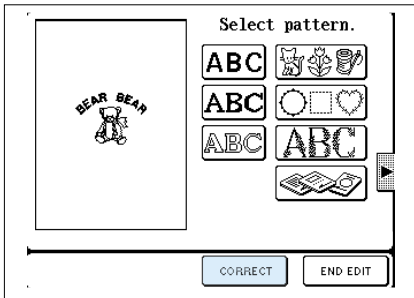 Select pattern.
BEAR BEAR
ABC
ABC
ABC
ABC
CORRECT
END EDIT